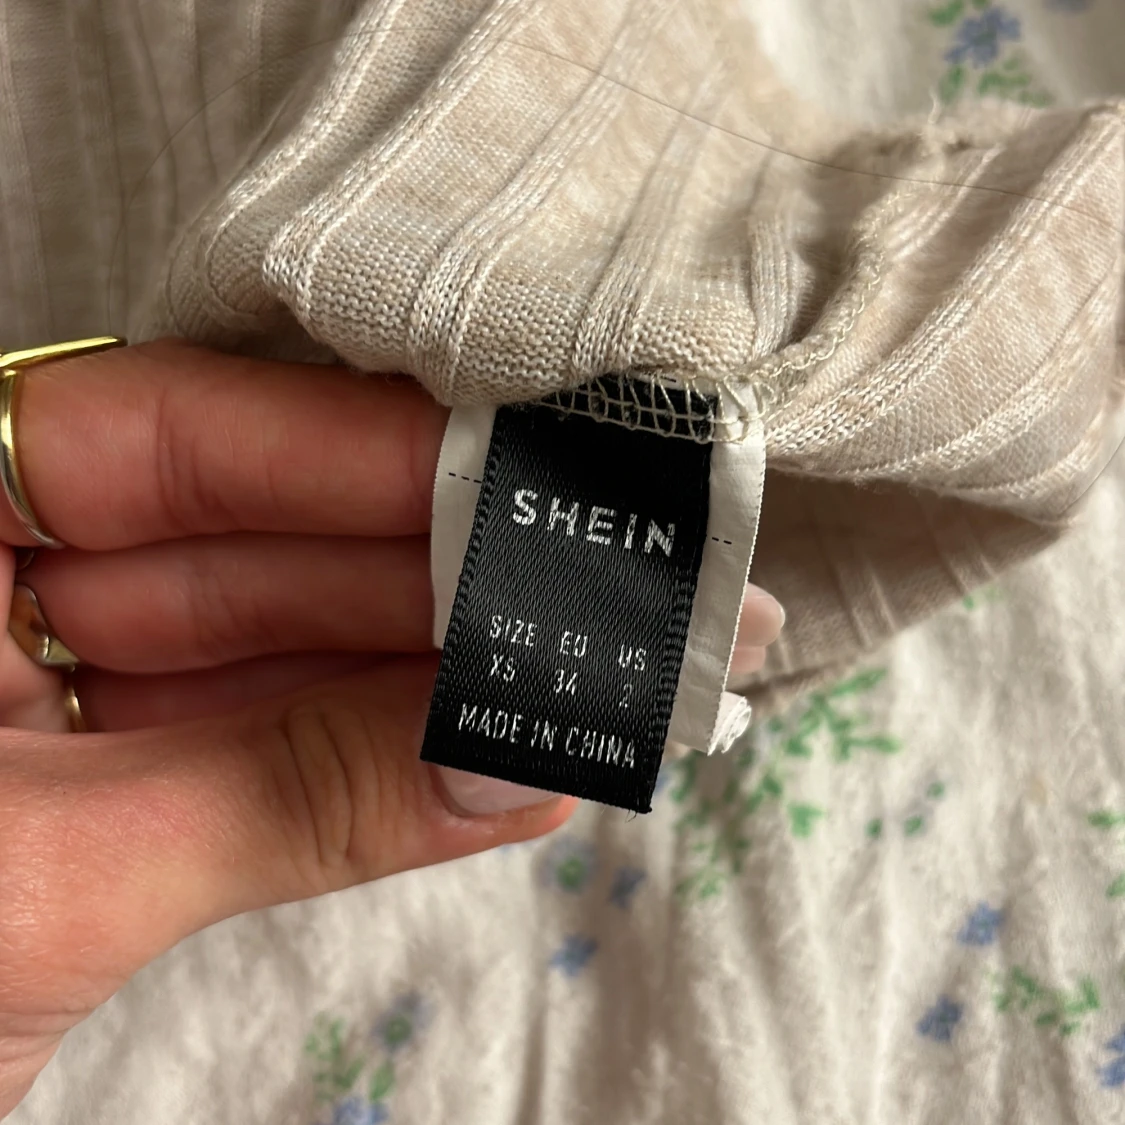 SHEIN
SIZE EU US
XS 34 2
MADE IN CHINA